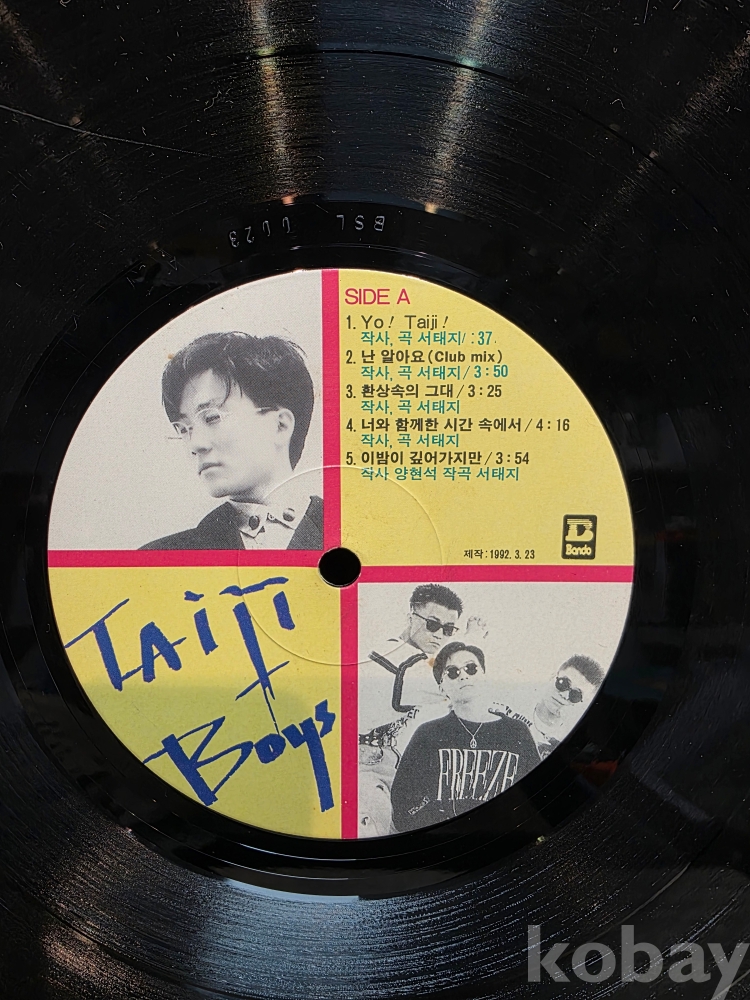 BSL 0023
SIDE A
1. Yo! Taiji!
작사, 곡 서태지/ :37.
2. 난 알아요(Club mix)
작사, 곡 서태지/3:50
3. 환상속의 그대/3:25
작사, 곡 서태지
4. 너와 함께한 시간 속에서/4:16
작사, 곡 서태지
5. 이밤이 깊어가지만/3:54
작사 양현석 작곡 서태지
제작:1992. 3. 23
Bando
TAiJi
Boys
FREEZE
kobay